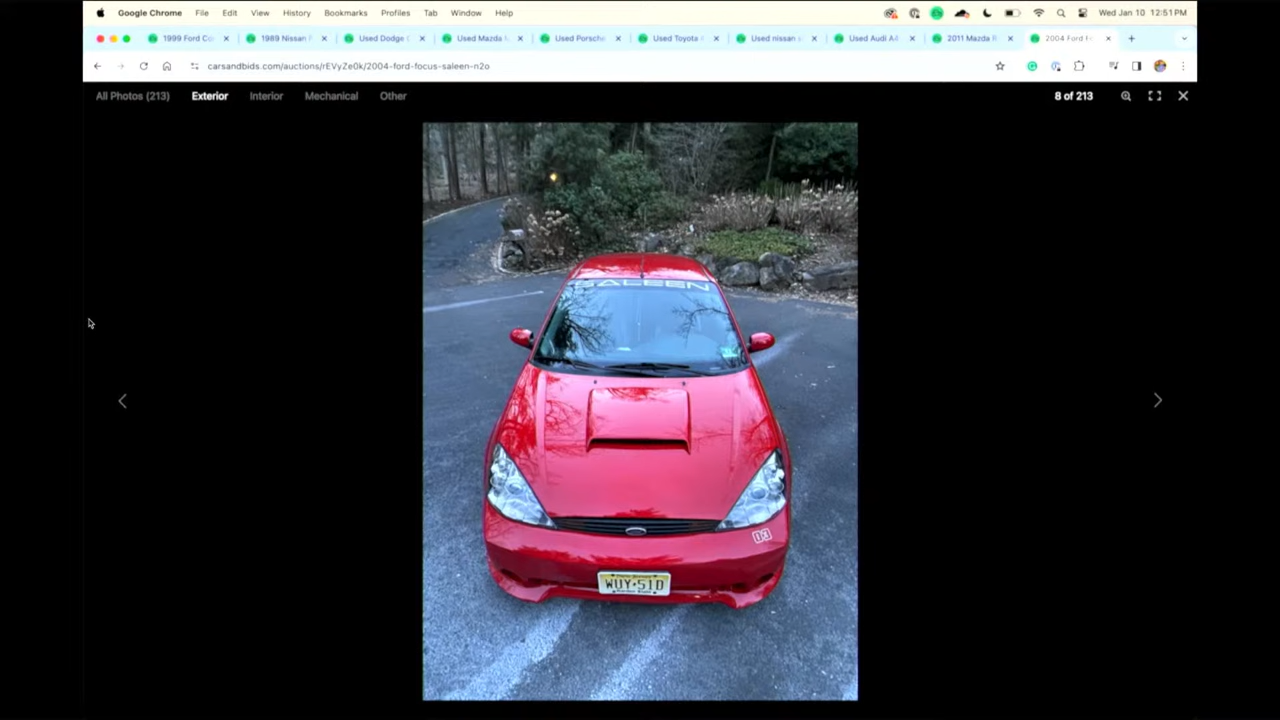 Google Chrome File Edit View History Bookmarks Profiles Tab Window Help Wed Jan 10 12:51 PM
1999 Ford Co 1989 Nissan Used Dodge Used Mazda Used Porsche Used Toyota Used nissan Used Audi A4 2011 Mazda 2004 Ford F
carsandbids.com/auctions/rEVyZe0k/2004-ford-focus-saleen-n2o
All Photos (213) Exterior Interior Mechanical Other 8 of 213
SALEEN
WUY·51D
Garden State